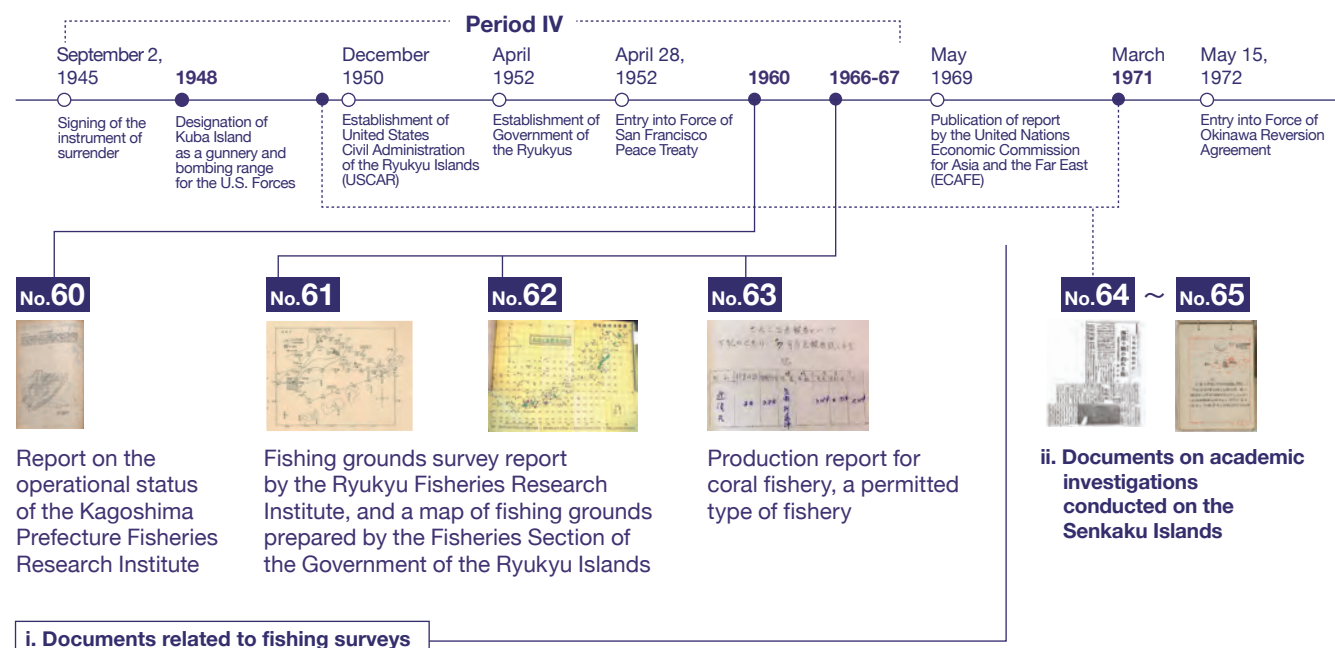 Period IV
September 2,
1945
Signing of the
instrument of
surrender
1948
Designation of
Kuba Island
as a gunnery and
bombing range
for the U.S. Forces
December
1950
Establishment of
United States
Civil Administration
of the Ryukyu Islands
(USCAR)
April
1952
Establishment of
Government of
the Ryukyus
April 28,
1952
Entry into Force of
San Francisco
Peace Treaty
1960
1966-67
May
1969
Publication of report
by the United Nations
Economic Commission
for Asia and the Far East
(ECAFE)
March
1971
May 15,
1972
Entry into Force of
Okinawa Reversion
Agreement
No.60
Report on the
operational status
of the Kagoshima
Prefecture Fisheries
Research Institute
No.61
No.62
Fishing grounds survey report
by the Ryukyu Fisheries Research
Institute, and a map of fishing grounds
prepared by the Fisheries Section of
the Government of the Ryukyu Islands
No.63
Production report for
coral fishery, a permitted
type of fishery
No.64 ~ No.65
ii. Documents on academic
investigations
conducted on the
Senkaku Islands
i. Documents related to fishing surveys